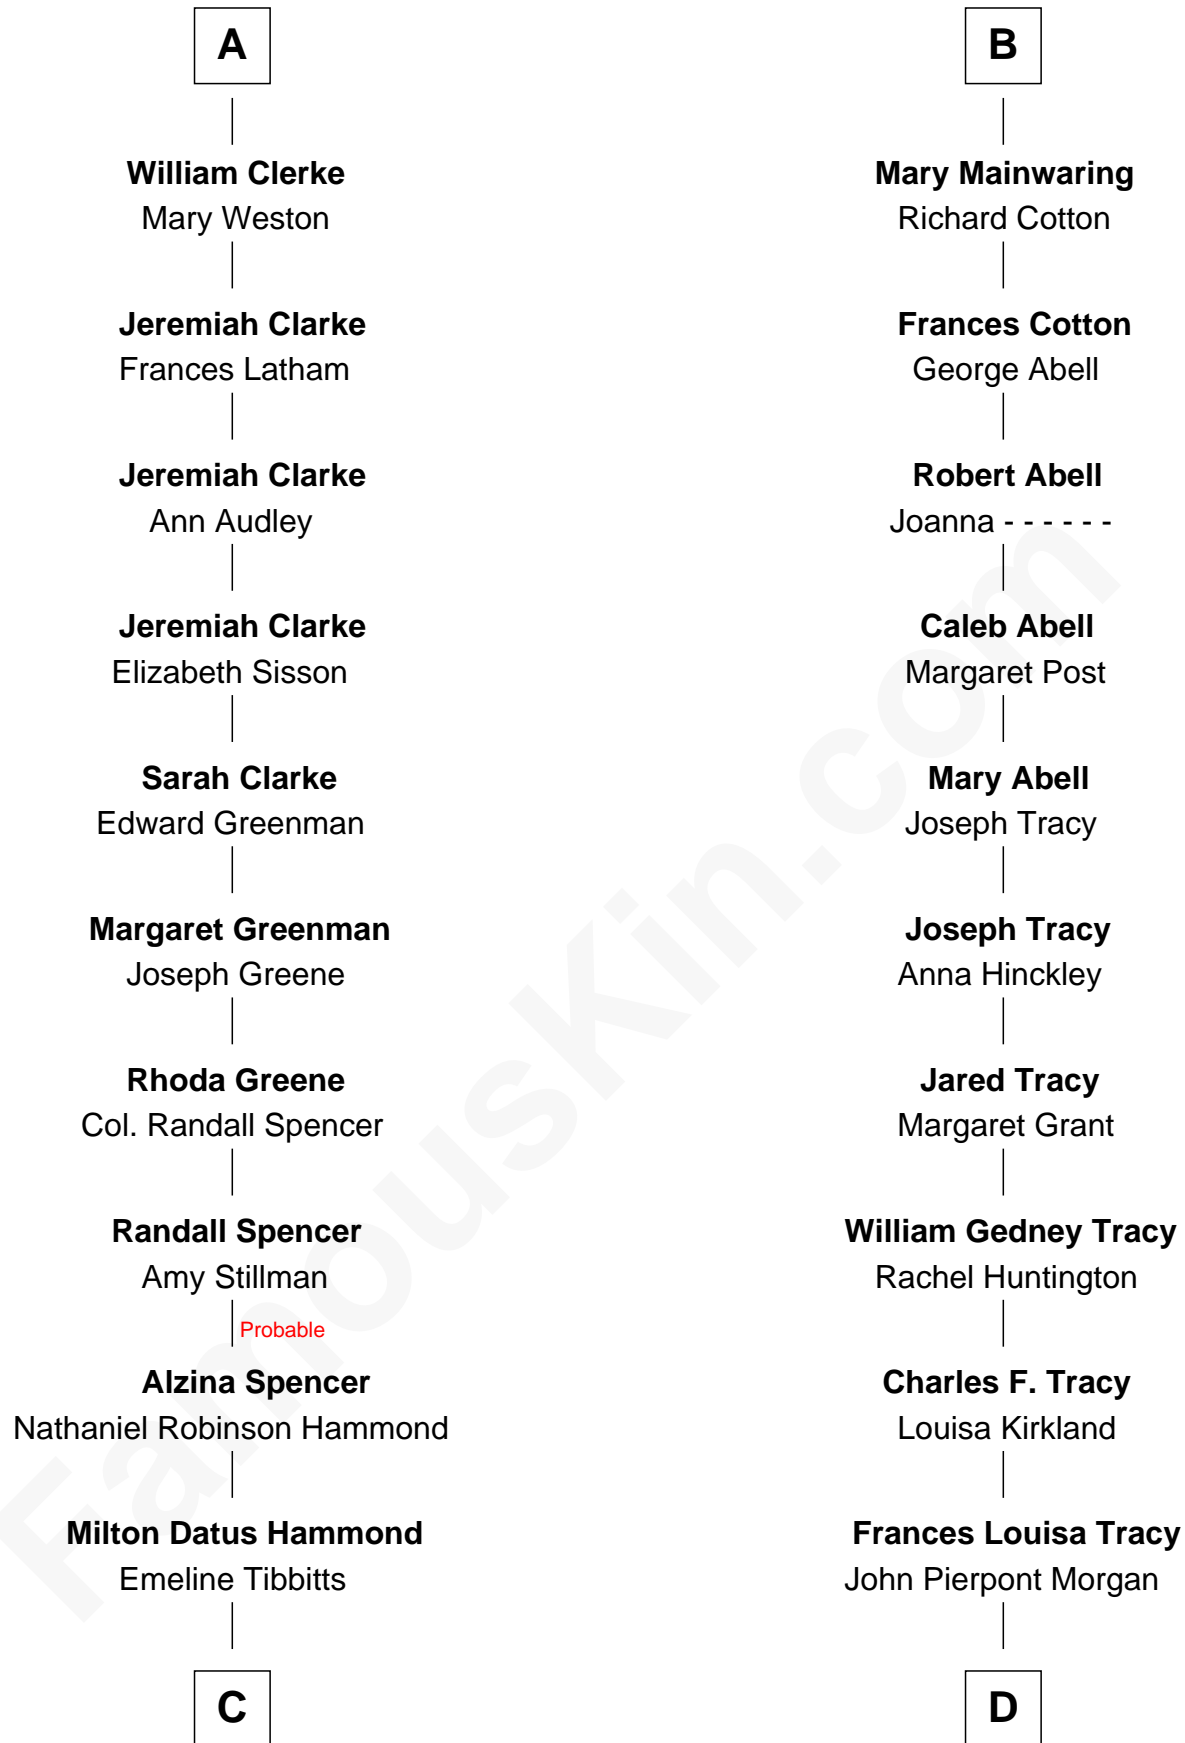 A
William Clerke
Mary Weston
Jeremiah Clarke
Frances Latham
Jeremiah Clarke
Ann Audley
Jeremiah Clarke
Elizabeth Sisson
Sarah Clarke
Edward Greenman
Margaret Greenman
Joseph Greene
Rhoda Greene
Col. Randall Spencer
Randall Spencer
Amy Stillman
Probable
Alzina Spencer
Nathaniel Robinson Hammond
Milton Datus Hammond
Emeline Tibbitts
C
B
Mary Mainwaring
Richard Cotton
Frances Cotton
George Abell
Robert Abell
Joanna - - - - - -
Caleb Abell
Margaret Post
Mary Abell
Joseph Tracy
Joseph Tracy
Anna Hinckley
Jared Tracy
Margaret Grant
William Gedney Tracy
Rachel Huntington
Charles F. Tracy
Louisa Kirkland
Frances Louisa Tracy
John Pierpont Morgan
D
FamousKin.com